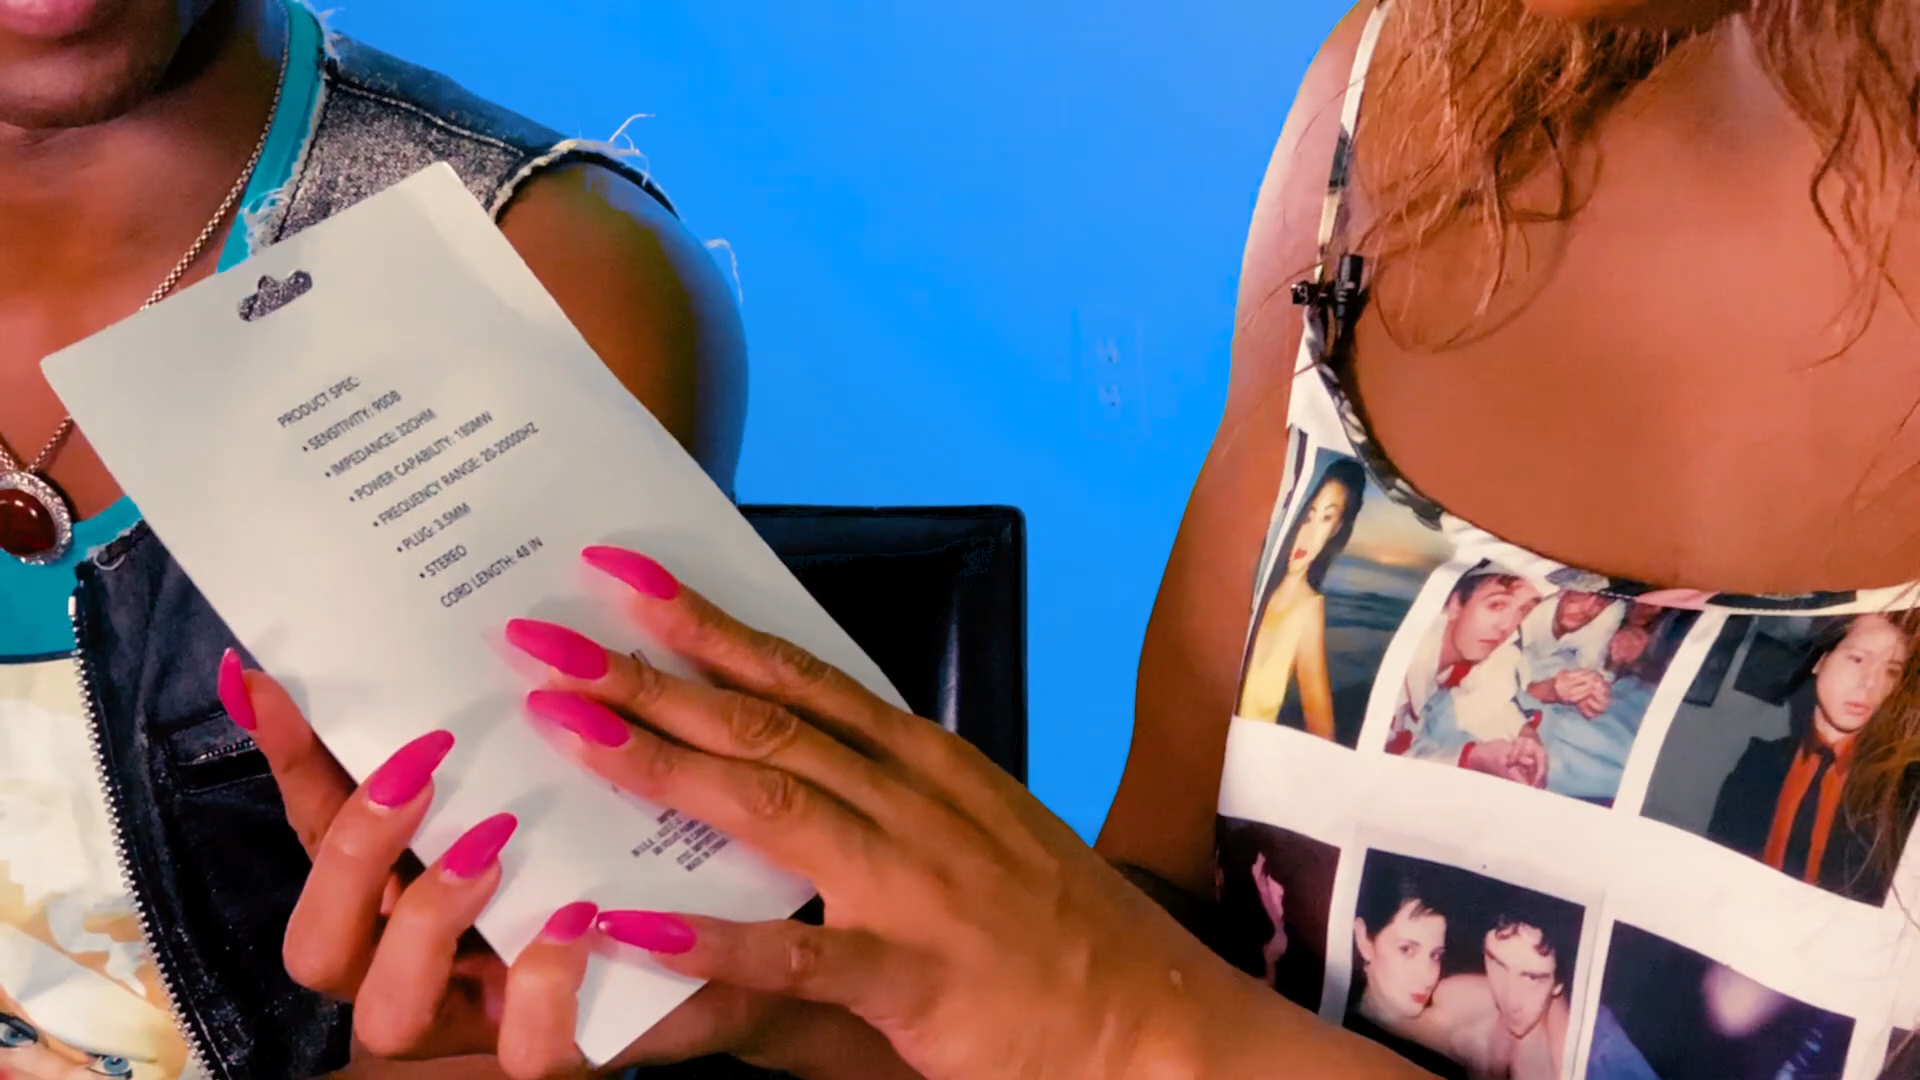 PRODUCT SPEC:
• SENSITIVITY: 90DB
• IMPEDANCE: 32OHM
• POWER CAPABILITY: 180MW
• FREQUENCY RANGE: 20-20000HZ
• PLUG: 3.5MM
• STEREO
CORD LENGTH: 48 IN